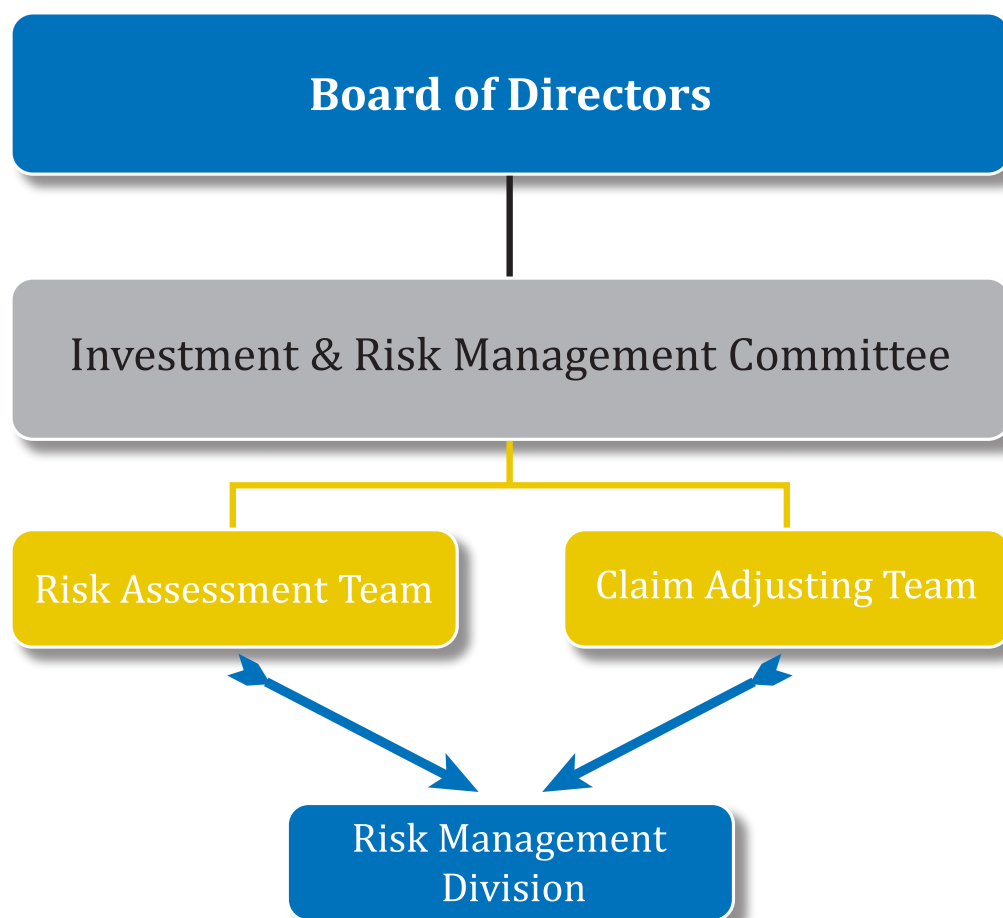 Board of Directors
Investment & Risk Management Committee
Risk Assessment Team
Claim Adjusting Team
Risk Management
Division